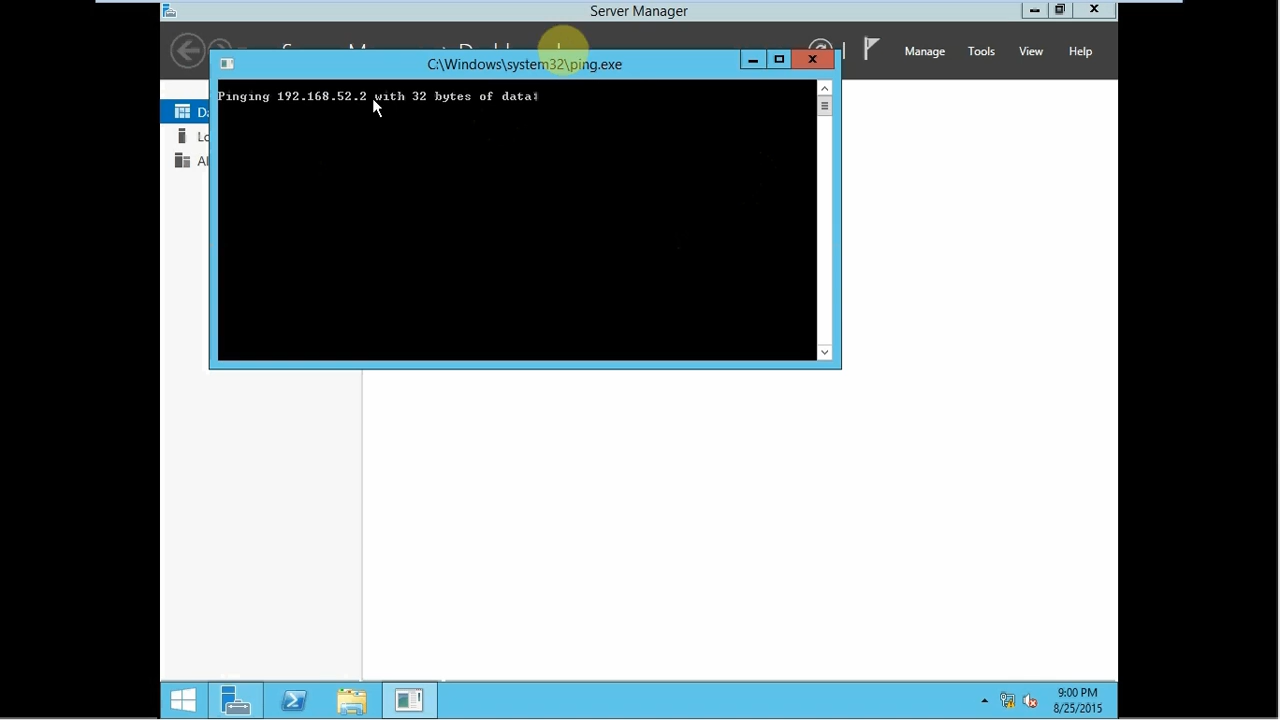 Server Manager
Manage
Tools
View
Help
C:\Windows\system32\ping.exe
Pinging 192.168.52.2 with 32 bytes of data:
9:00 PM
8/25/2015